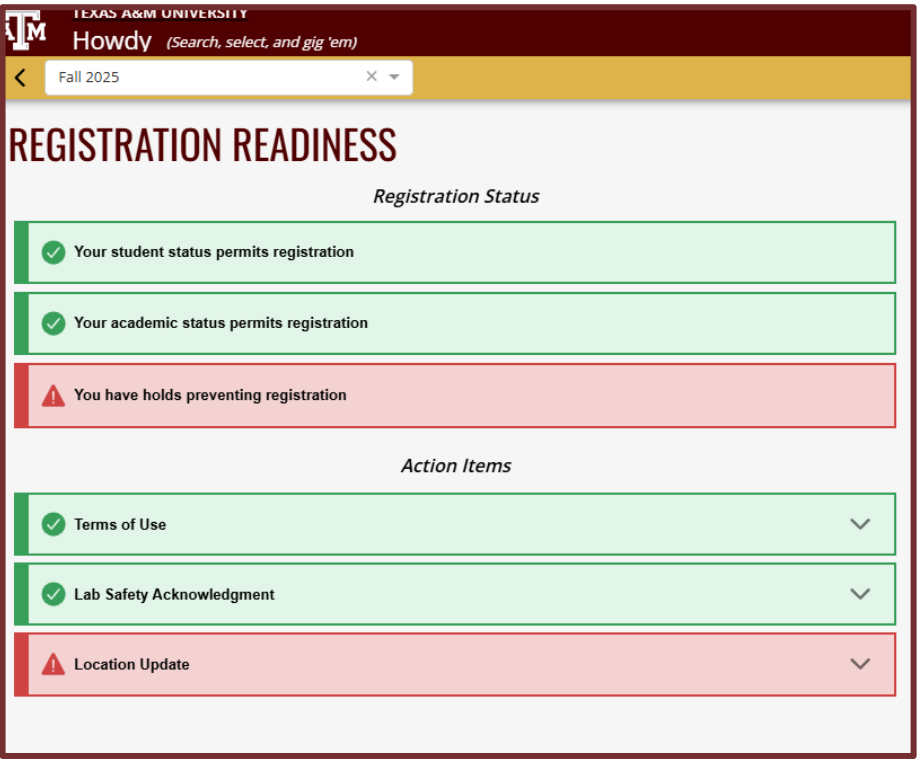 TEXAS A&M UNIVERSITY
ATM
Howdy (Search, select, and gig 'em)
Fall 2025
REGISTRATION READINESS
Registration Status
Your student status permits registration
Your academic status permits registration
You have holds preventing registration
Action Items
Terms of Use
Lab Safety Acknowledgment
Location Update